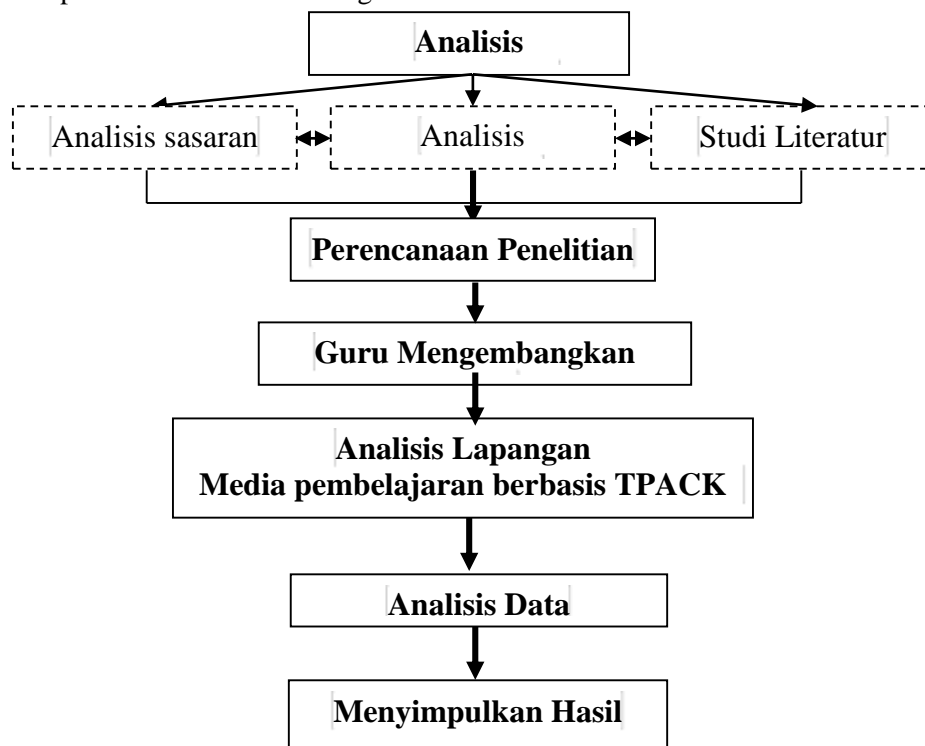 Analisis
Analisis sasaran
Analisis
Studi Literatur
Perencanaan Penelitian
Guru Mengembangkan
Analisis Lapangan
Media pembelajaran berbasis TPACK
Analisis Data
Menyimpulkan Hasil